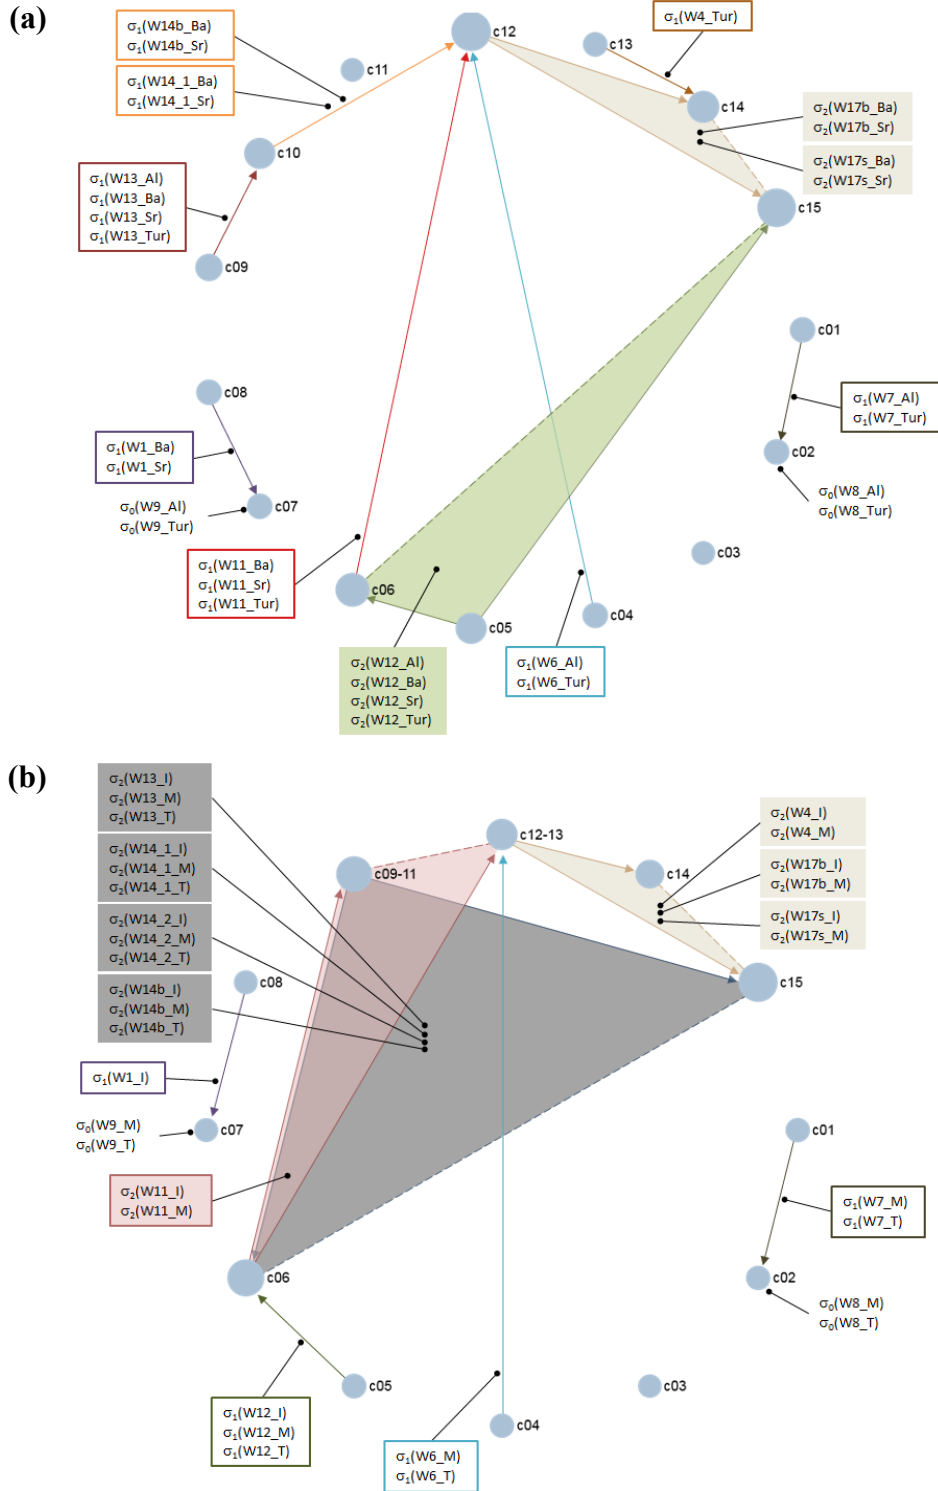 (a)
σ₁(W14b_Ba)
σ₁(W14b_Sr)
σ₁(W14_1_Ba)
σ₁(W14_1_Sr)
c12
c13
σ₁(W4_Tur)
c11
c14
σ₂(W17b_Ba)
σ₂(W17b_Sr)
σ₂(W17s_Ba)
σ₂(W17s_Sr)
c10
σ₁(W13_Al)
σ₁(W13_Ba)
σ₁(W13_Sr)
σ₁(W13_Tur)
c15
c09
c01
c08
σ₁(W7_Al)
σ₁(W7_Tur)
σ₁(W1_Ba)
σ₁(W1_Sr)
c02
σ₀(W9_Al)
σ₀(W9_Tur)
c07
σ₀(W8_Al)
σ₀(W8_Tur)
c03
σ₁(W11_Ba)
σ₁(W11_Sr)
σ₁(W11_Tur)
c06
c05
c04
σ₂(W12_Al)
σ₂(W12_Ba)
σ₂(W12_Sr)
σ₂(W12_Tur)
σ₁(W6_Al)
σ₁(W6_Tur)
(b)
σ₂(W13_I)
σ₂(W13_M)
σ₂(W13_T)
σ₂(W14_1_I)
σ₂(W14_1_M)
σ₂(W14_1_T)
σ₂(W14_2_I)
σ₂(W14_2_M)
σ₂(W14_2_T)
σ₂(W14b_I)
σ₂(W14b_M)
σ₂(W14b_T)
c12-13
c09-11
c14
σ₂(W4_I)
σ₂(W4_M)
σ₂(W17b_I)
σ₂(W17b_M)
σ₂(W17s_I)
σ₂(W17s_M)
c08
c15
σ₁(W1_I)
σ₀(W9_M)
σ₀(W9_T)
c07
c01
σ₂(W11_I)
σ₂(W11_M)
σ₁(W7_M)
σ₁(W7_T)
c06
c02
σ₀(W8_M)
σ₀(W8_T)
c05
c03
σ₁(W12_I)
σ₁(W12_M)
σ₁(W12_T)
c04
σ₁(W6_M)
σ₁(W6_T)